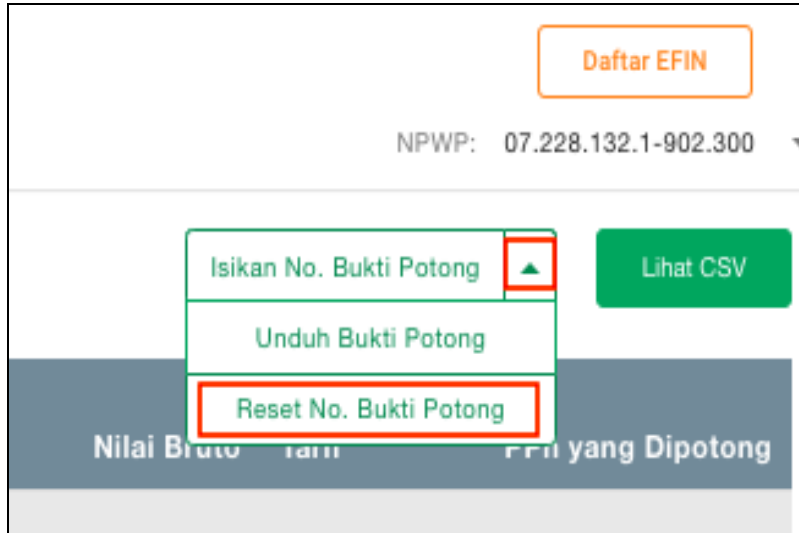 Daftar EFIN
NPWP: 07.228.132.1-902.300
Isikan No. Bukti Potong
Lihat CSV
Unduh Bukti Potong
Reset No. Bukti Potong
Nilai Bruto Tarif PPh yang Dipotong